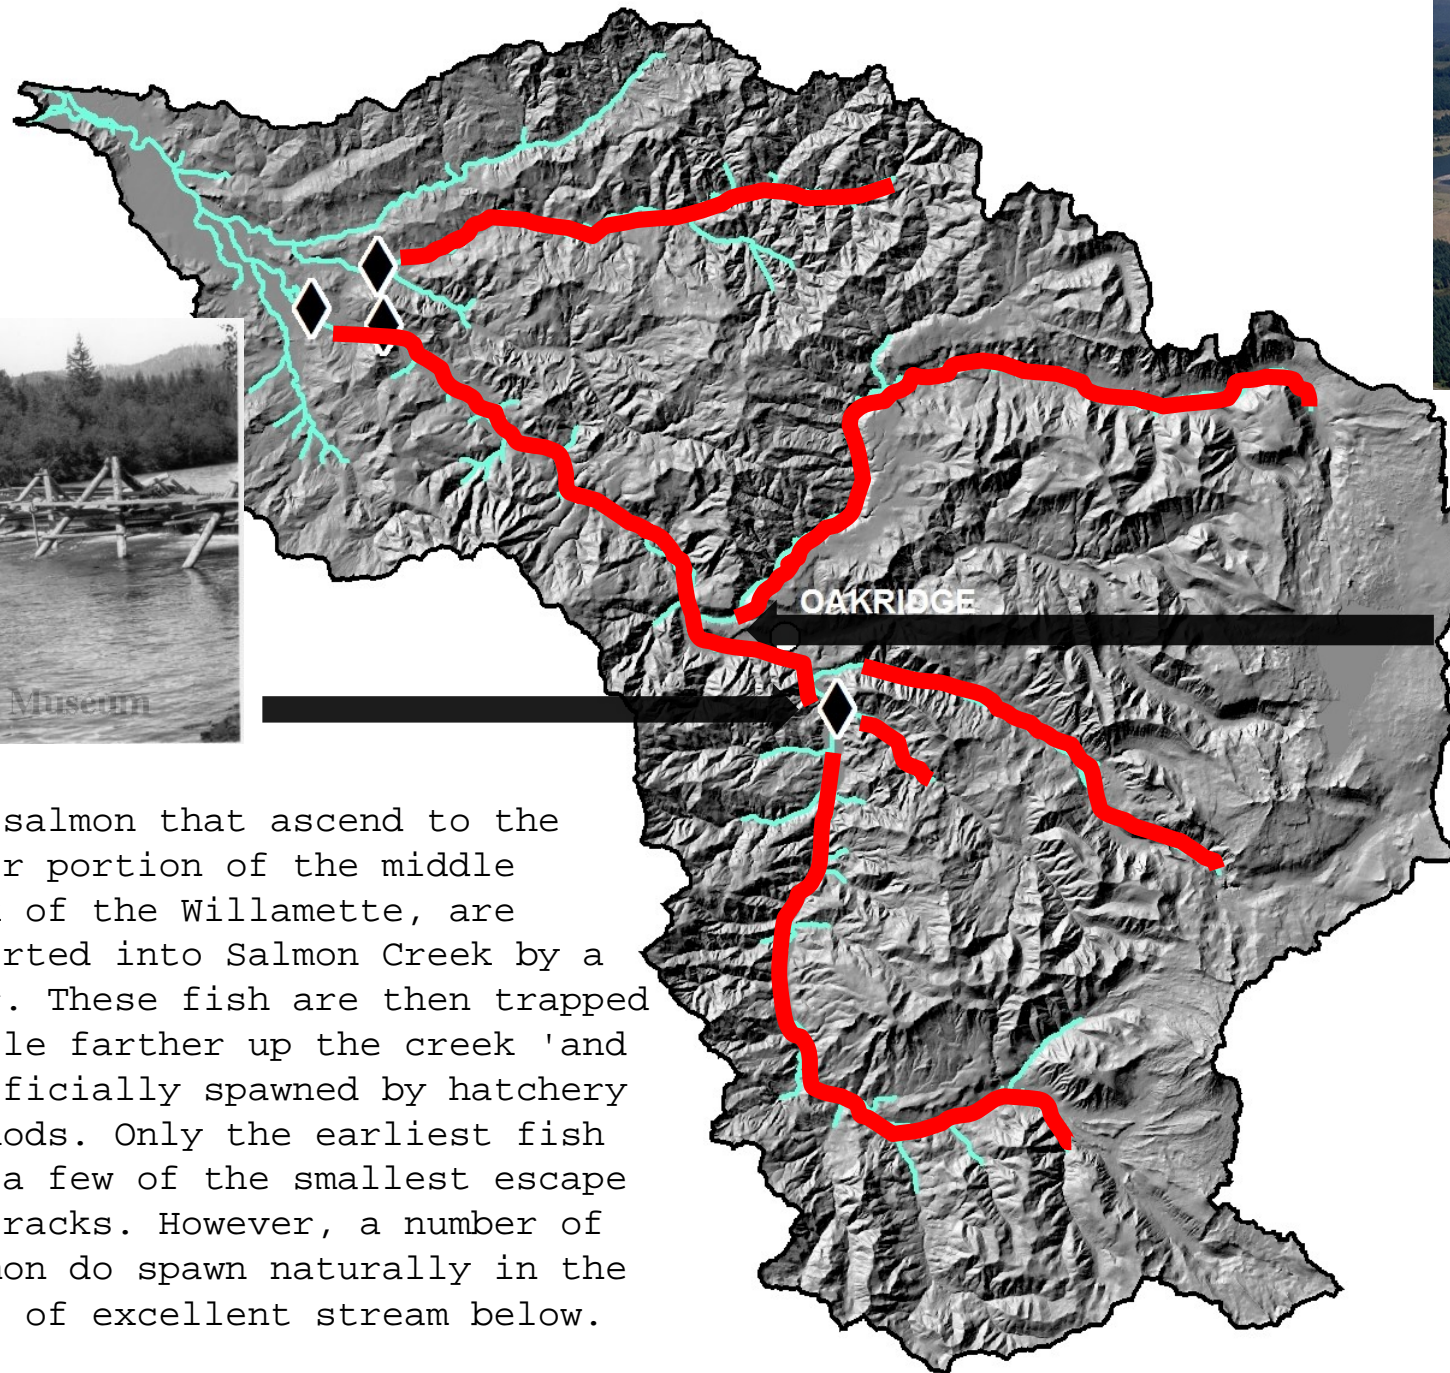 OAKRIDGE
Museum
salmon that ascend to the
r portion of the middle
of the Willamette, are
rted into Salmon Creek by a
. These fish are then trapped
le farther up the creek 'and
ficially spawned by hatchery
ods. Only the earliest fish
a few of the smallest escape
racks. However, a number of
on do spawn naturally in the
of excellent stream below.